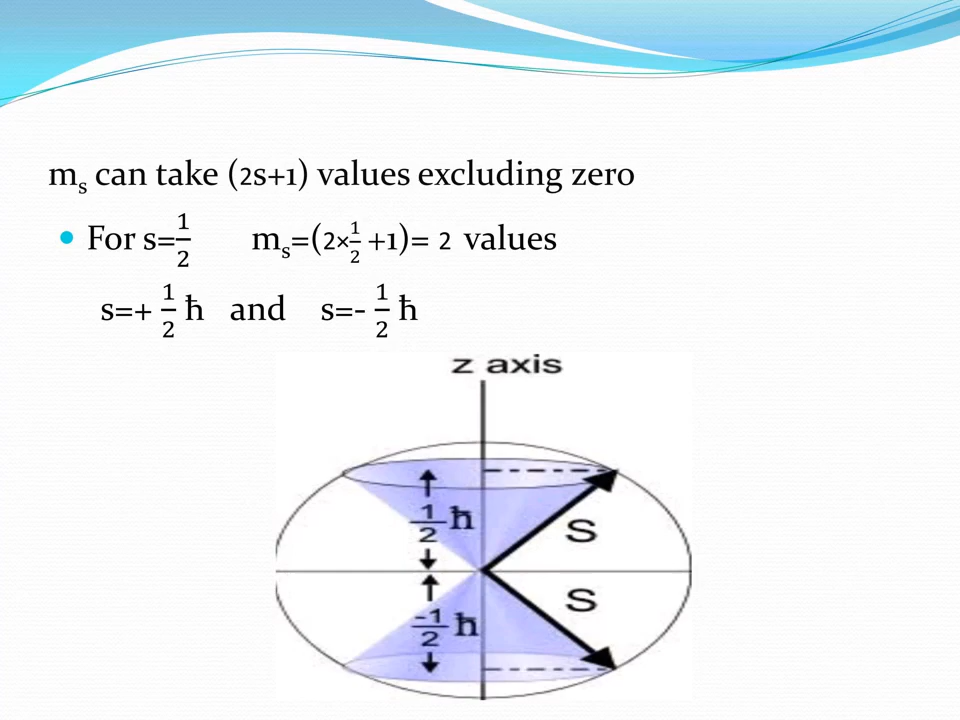 mₛ can take (2s+1) values excluding zero
• For s=1/2 mₛ=(2×1/2 +1)= 2 values
s=+ 1/2 ħ and s=- 1/2 ħ
z axis
1/2 ħ
S
S
-1/2 ħ